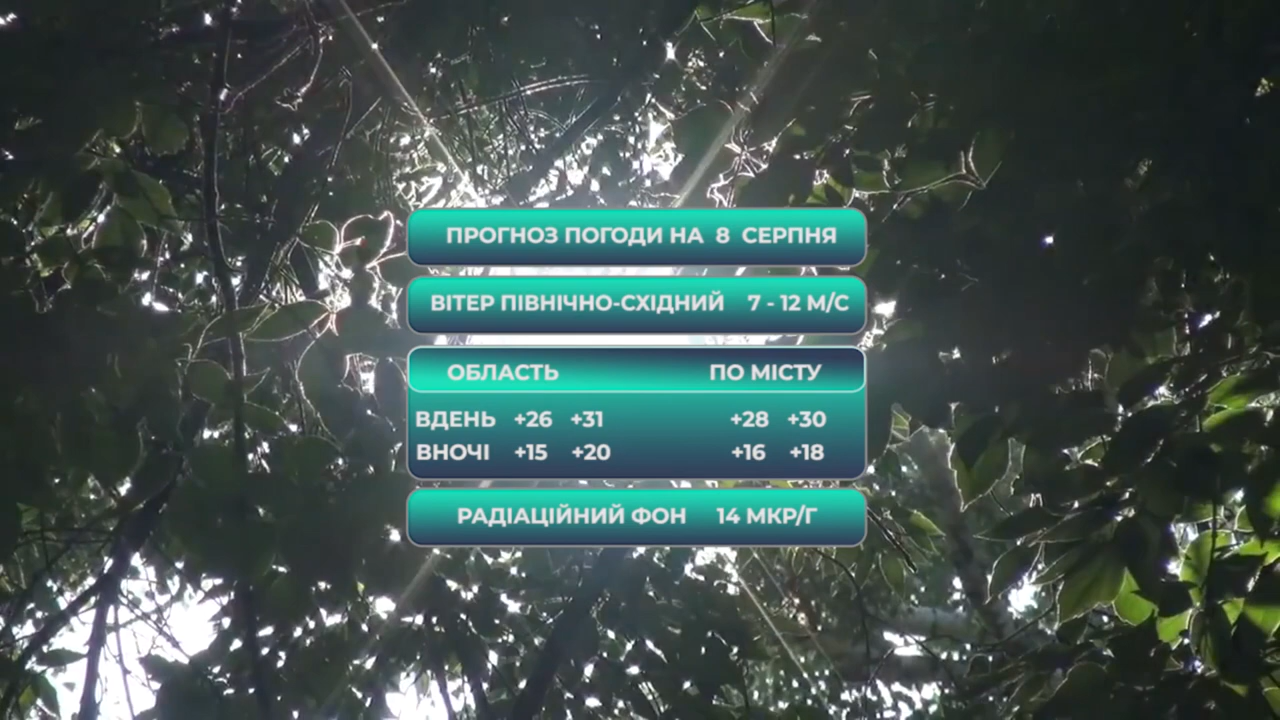 ПРОГНОЗ ПОГОДИ НА 8 СЕРПНЯ
ВІТЕР ПІВНІЧНО-СХІДНИЙ 7 - 12 М/С
ОБЛАСТЬ ПО МІСТУ
ВДЕНЬ +26 +31 +28 +30
ВНОЧІ +15 +20 +16 +18
РАДІАЦІЙНИЙ ФОН 14 МКР/Г